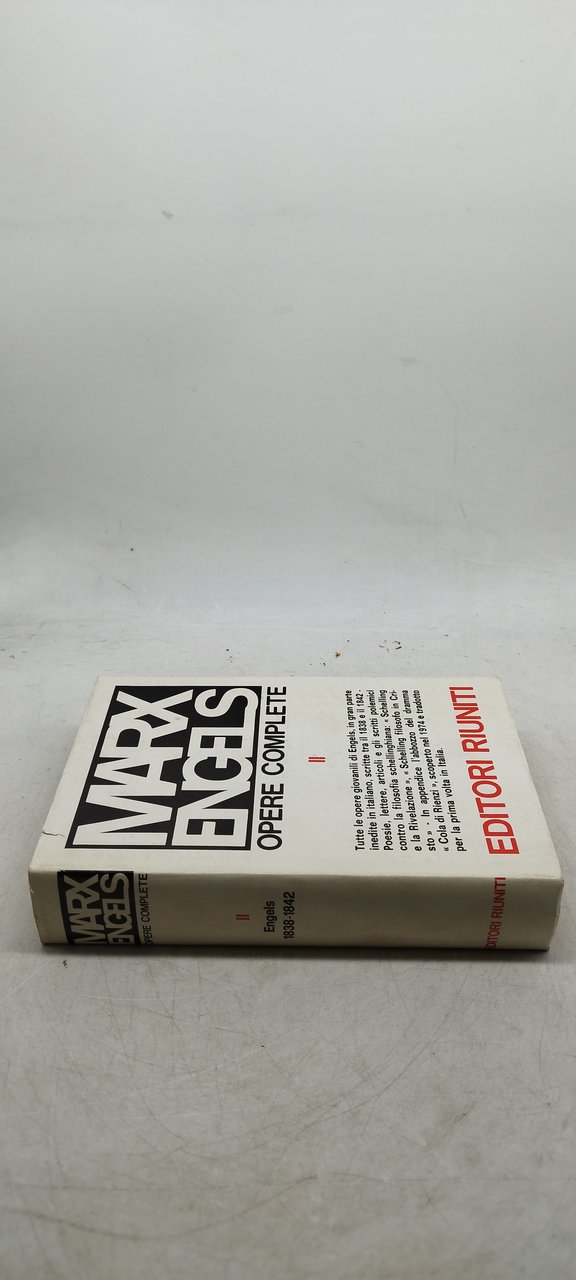 MARX
ENGELS
OPERE COMPLETE
II
Tutte le opere giovanili di Engels, in gran parte
inedite in italiano, scritte tra il 1838 e il 1842 -
Poesie, lettere, articoli e gli scritti polemici
contro la filosofia schellinghiana: « Schelling
e la Rivelazione », « Schelling filosofo in Cri-
sto » - In appendice l'abbozzo del dramma
« Cola di Rienzi », scoperto nel 1974 e tradotto
per la prima volta in Italia.
EDITORI RIUNITI
MARX
ENGELS
OPERE COMPLETE
II
Engels
1838-1842
EDITORI RIUNITI